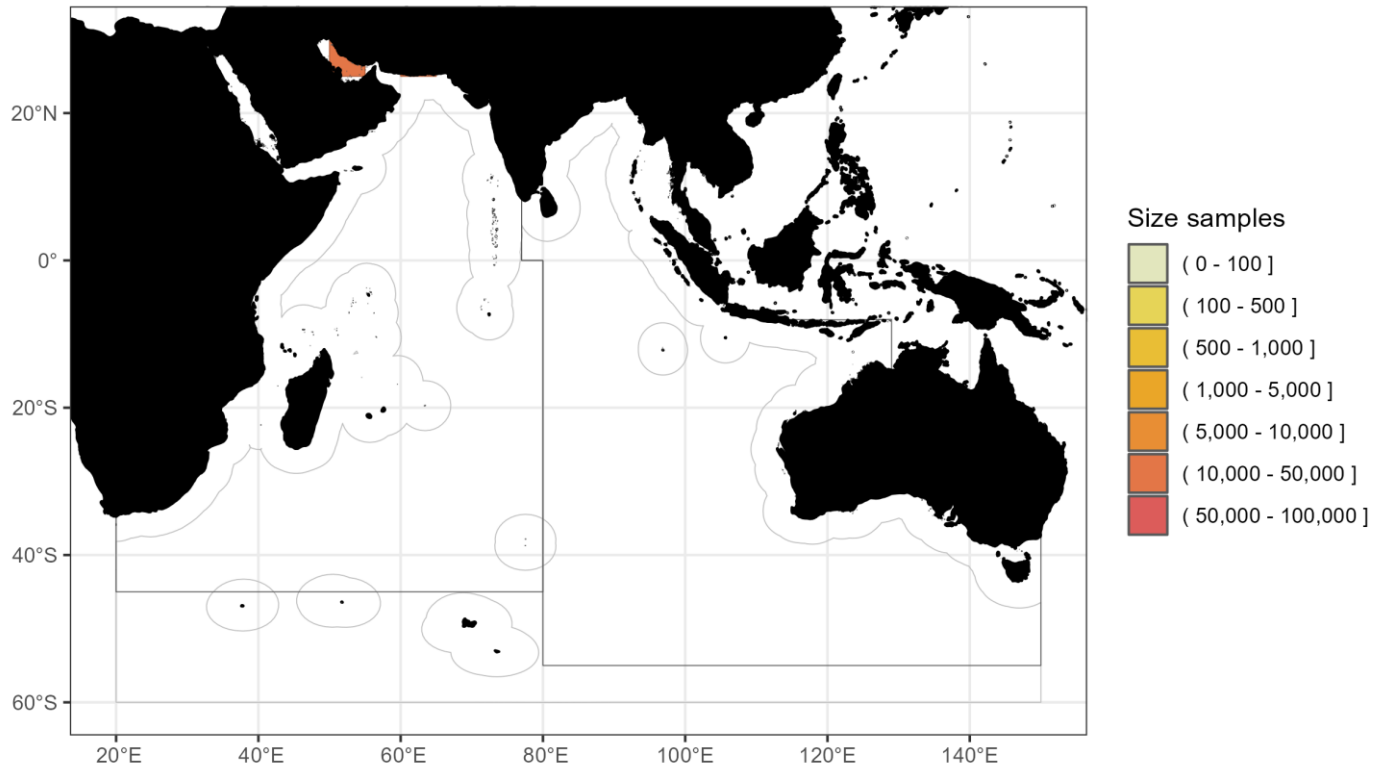 20°N
0°
20°S
40°S
60°S
20°E 40°E 60°E 80°E 100°E 120°E 140°E
Size samples
( 0 - 100 ]
( 100 - 500 ]
( 500 - 1,000 ]
( 1,000 - 5,000 ]
( 5,000 - 10,000 ]
( 10,000 - 50,000 ]
( 50,000 - 100,000 ]